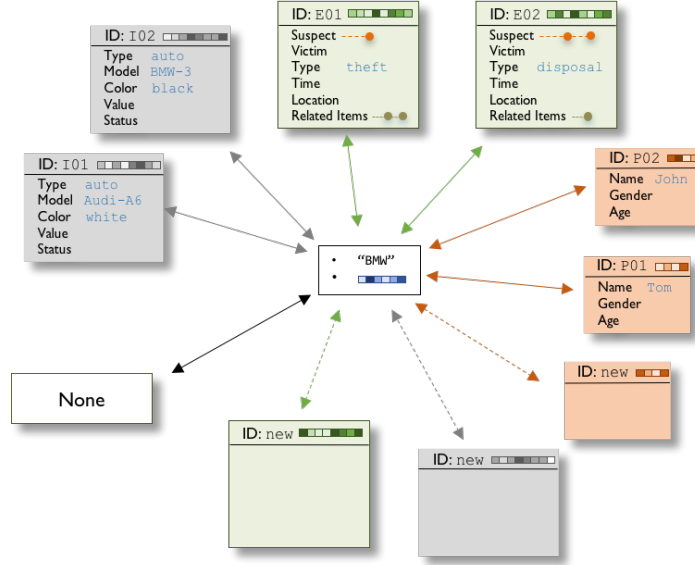 ID: I02
Type auto
Model BMW-3
Color black
Value
Status
ID: E01
Suspect
Victim
Type theft
Time
Location
Related Items
ID: E02
Suspect
Victim
Type disposal
Time
Location
Related Items
ID: I01
Type auto
Model Audi-A6
Color white
Value
Status
ID: P02
Name John
Gender
Age
• “BMW”
•
ID: P01
Name Tom
Gender
Age
None
ID: new
ID: new
ID: new